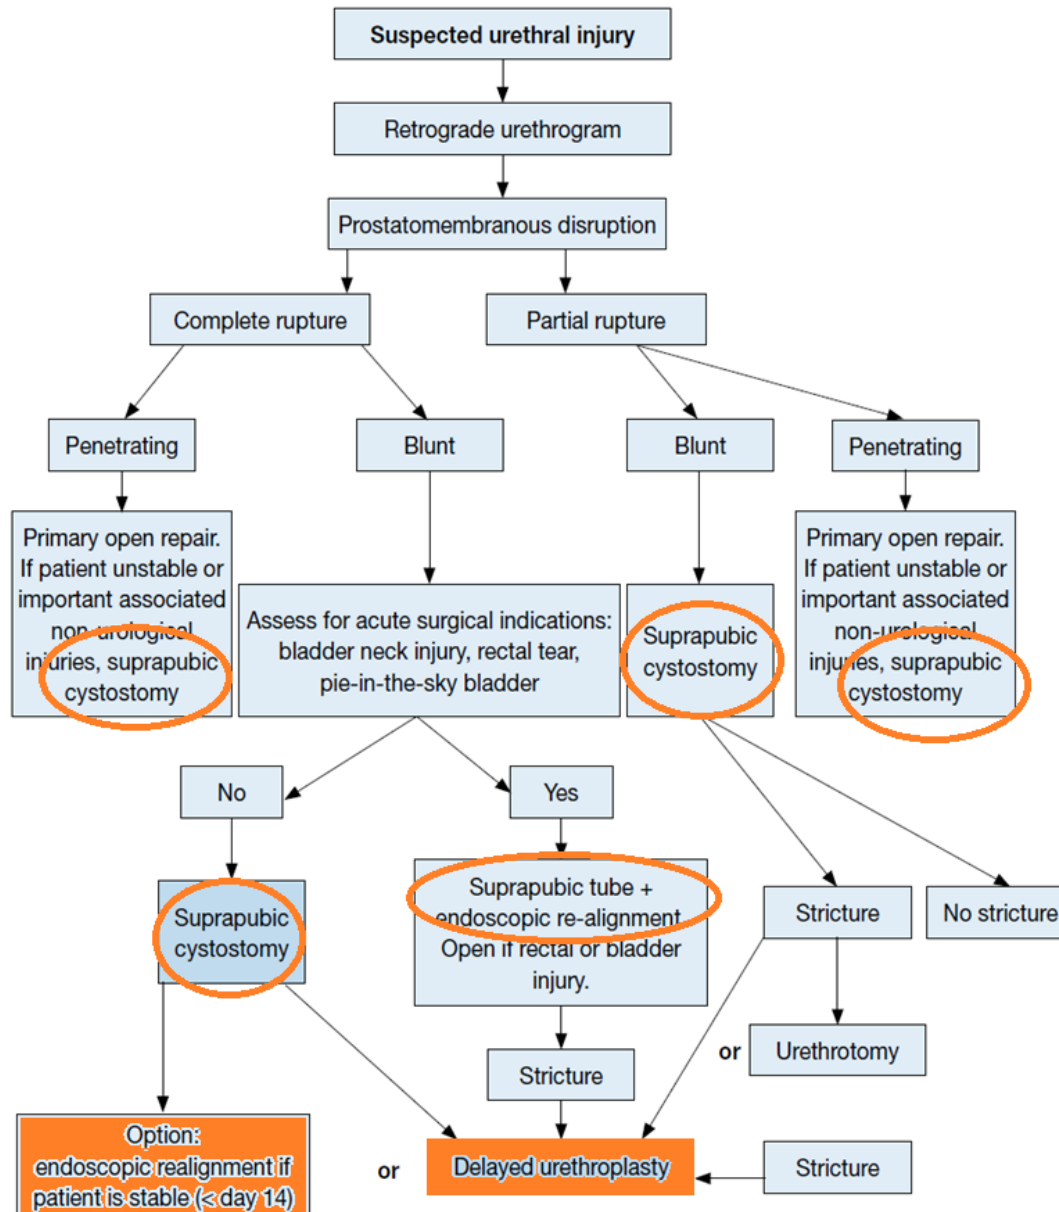 Suspected urethral injury
Retrograde urethrogram
Prostatomembranous disruption
Complete rupture
Partial rupture
Penetrating
Blunt
Blunt
Penetrating
Primary open repair.
If patient unstable or
important associated
non-urological
injuries, suprapubic
cystostomy
Assess for acute surgical indications:
bladder neck injury, rectal tear,
pie-in-the-sky bladder
Suprapubic
cystostomy
Primary open repair.
If patient unstable or
important associated
non-urological
injuries, suprapubic
cystostomy
No
Yes
Suprapubic
cystostomy
Suprapubic tube +
endoscopic re-alignment
Open if rectal or bladder
injury.
Stricture
No stricture
Stricture
or
Urethrotomy
Option:
endoscopic realignment if
patient is stable (< day 14)
or
Delayed urethroplasty
Stricture